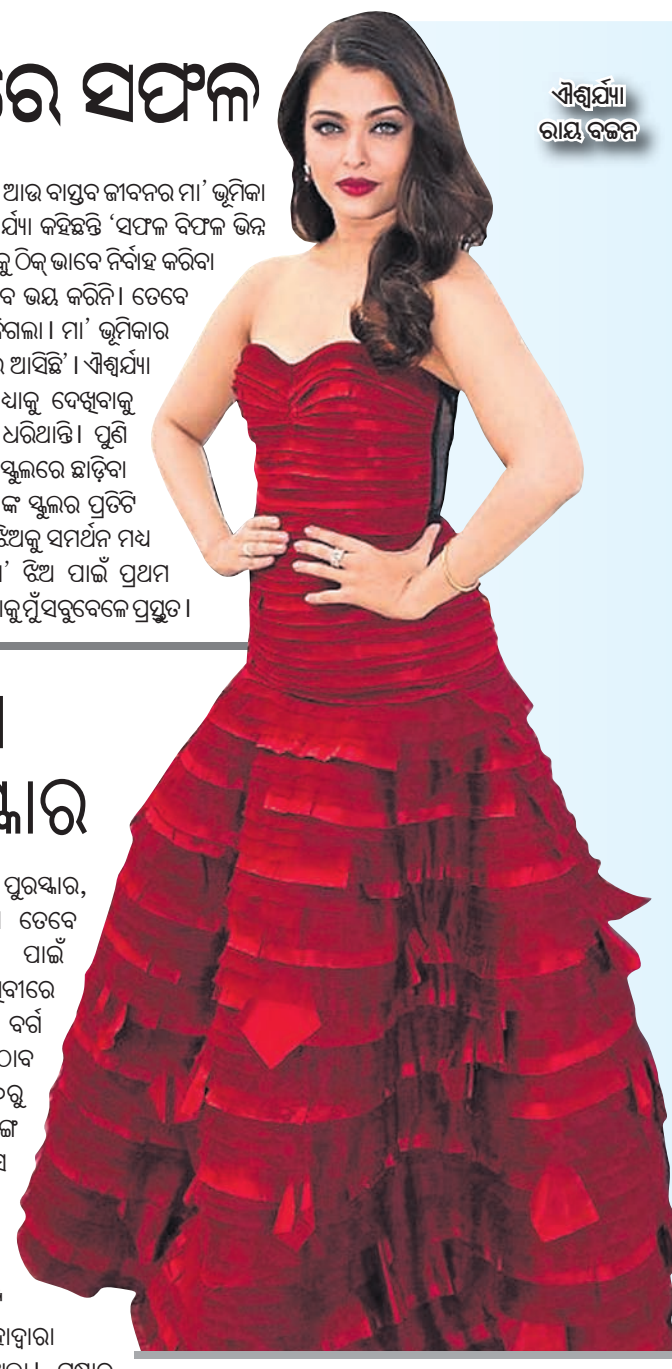 ରେ ସଫଳ
ଐଶ୍ୱର୍ଯ୍ୟା
ରାୟ ବଚ୍ଚନ
ଆଉ ବାସ୍ତବ ଜୀବନର ମା’ ଭୂମିକା
ର୍ଯ୍ୟା କହିଛନ୍ତି ‘ସଫଳ ବିଫଳ ଭିନ୍ନ
କୁ ଠିକ୍ ଭାବେ ନିର୍ବାହ କରିବା
ଭୟ କରିନି। ତେବେ
ମା’ ଭୂମିକାର
ଆସିଛି’। ଐଶ୍ୱର୍ଯ୍ୟା
ଦେଖିବାକୁ
ଧରିଥାନ୍ତି। ପୁଣି
ସ୍କୁଲରେ ଛାଡ଼ିବା
ଙ୍କ ସ୍କୁଲର ପ୍ରତିଟି
ଝିଅକୁ ସମର୍ଥନ ମଧ୍ୟ
ଝିଅ ପାଇଁ ପ୍ରଥମ
ମୁଁ ସବୁବେଳେ ପ୍ରସ୍ତୁତ।
ସ୍କାର
ପୁରସ୍କାର,
ତେବେ
ପାଇଁ
ବର୍ଗ